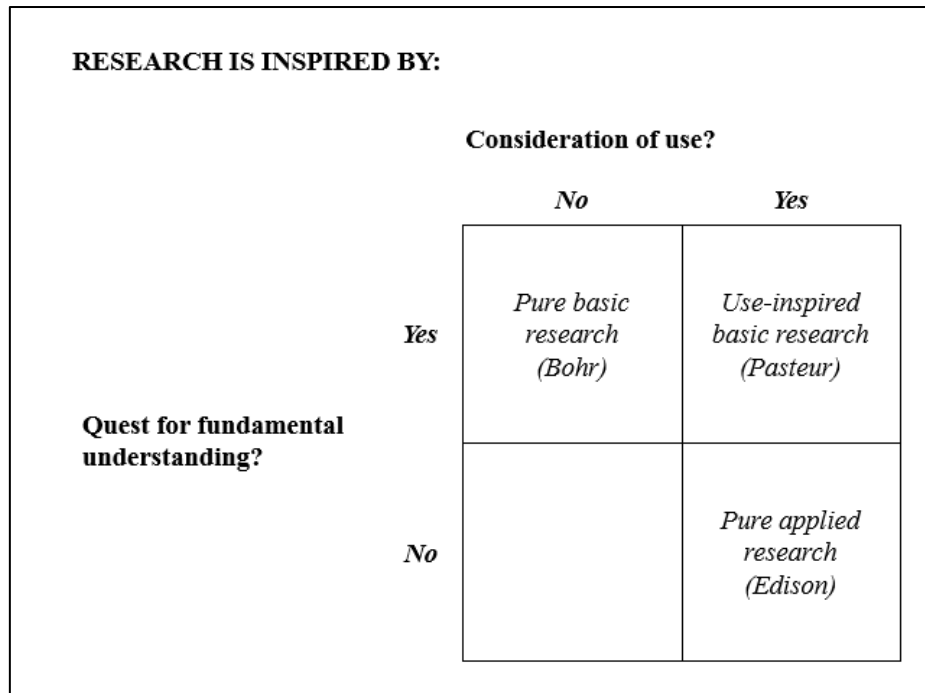 RESEARCH IS INSPIRED BY:
Consideration of use?
No
Yes
Yes
Pure basic
research
(Bohr)
Use-inspired
basic research
(Pasteur)
Quest for fundamental
understanding?
No
Pure applied
research
(Edison)